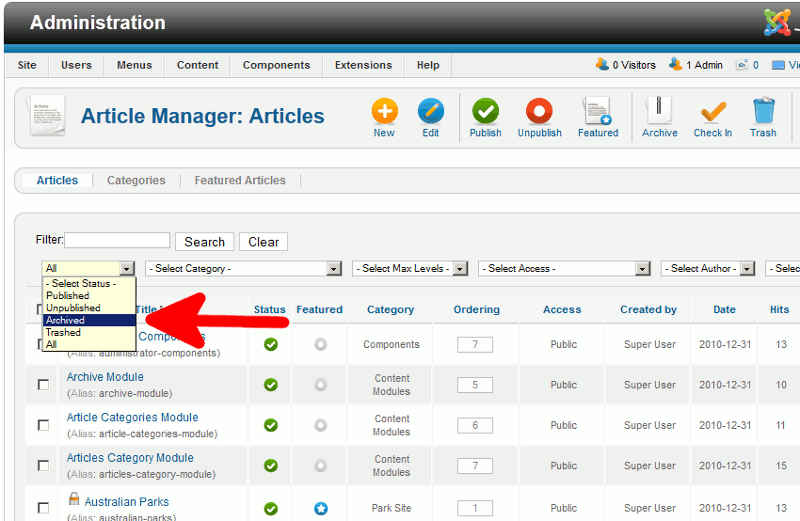 Administration
Site Users Menus Content Components Extensions Help 0 Visitors 1 Admin 0
Article Manager: Articles
New Edit Publish Unpublish Featured Archive Check In Trash
Articles Categories Featured Articles
Filter: Search Clear
All - Select Category - - Select Max Levels - - Select Access - - Select Author -
- Select Status -
Published
Unpublished
Archived
Trashed
All
Title Status Featured Category Ordering Access Created by Date Hits
(Alias: administrator-components) Components 7 Public Super User 2010-12-31 13
Archive Module
(Alias: archive-module) Content Modules 5 Public Super User 2010-12-31 10
Article Categories Module
(Alias: article-categories-module) Content Modules 6 Public Super User 2010-12-31 11
Articles Category Module
(Alias: articles-category-module) Content Modules 7 Public Super User 2010-12-31 15
Australian Parks
(Alias: australian-parks) Park Site 1 Public Super User 2010-12-31 13